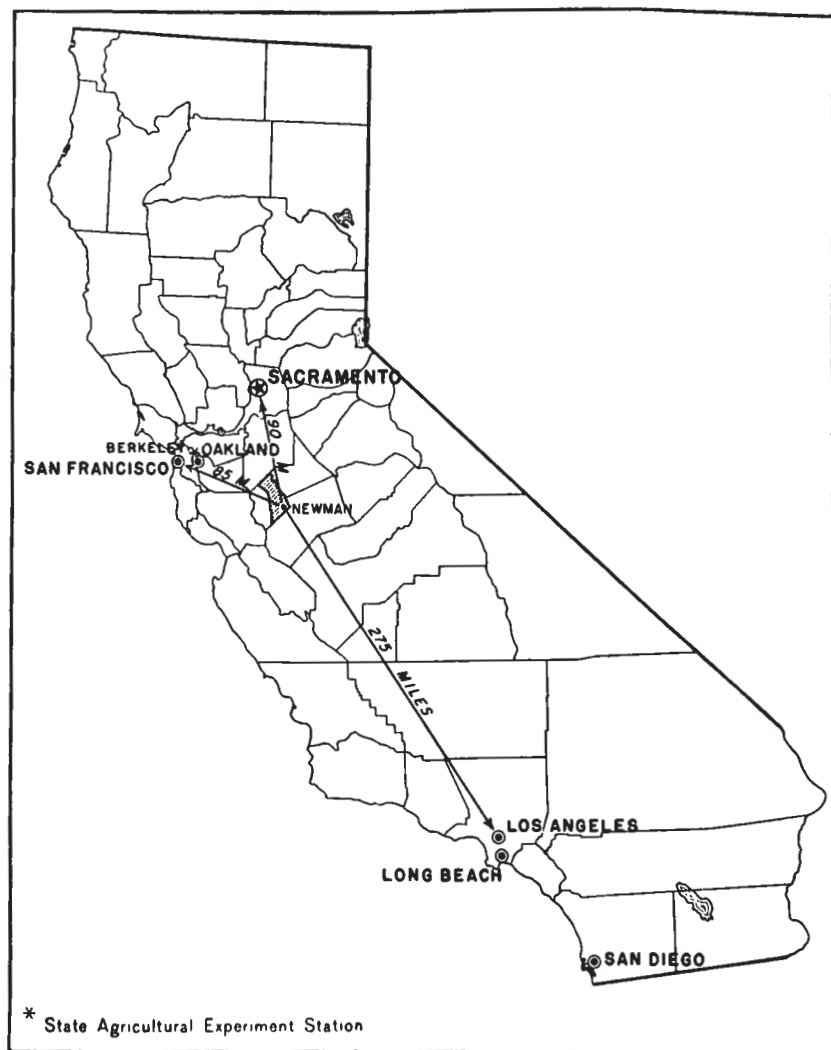 SACRAMENTO
90 M
BERKELEY
OAKLAND
SAN FRANCISCO
85 M
NEWMAN
275 MILES
LOS ANGELES
LONG BEACH
SAN DIEGO
* State Agricultural Experiment Station